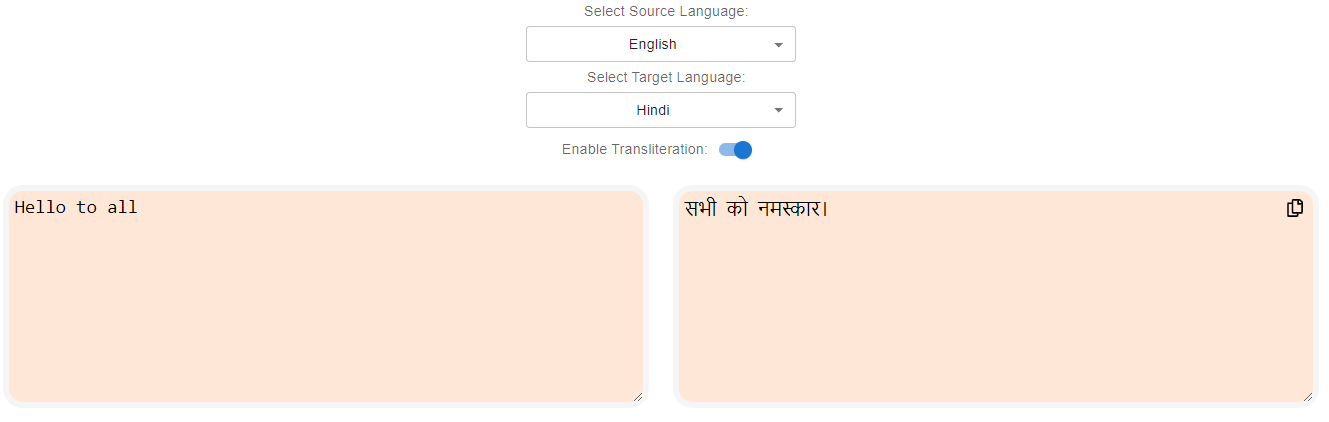 Select Source Language:
English
Select Target Language:
Hindi
Enable Transliteration:
Hello to all
सभी को नमस्कार।